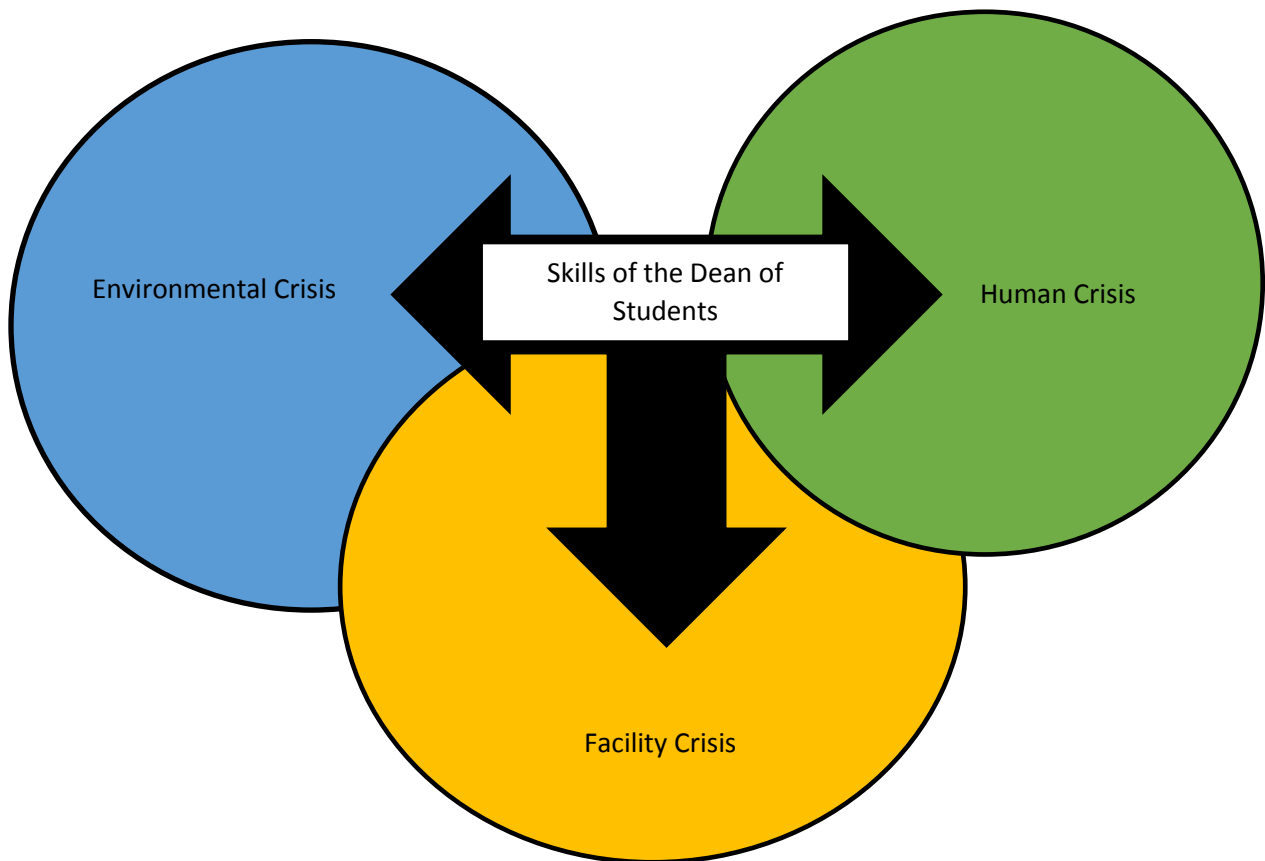 Environmental Crisis
Skills of the Dean of
Students
Human Crisis
Facility Crisis